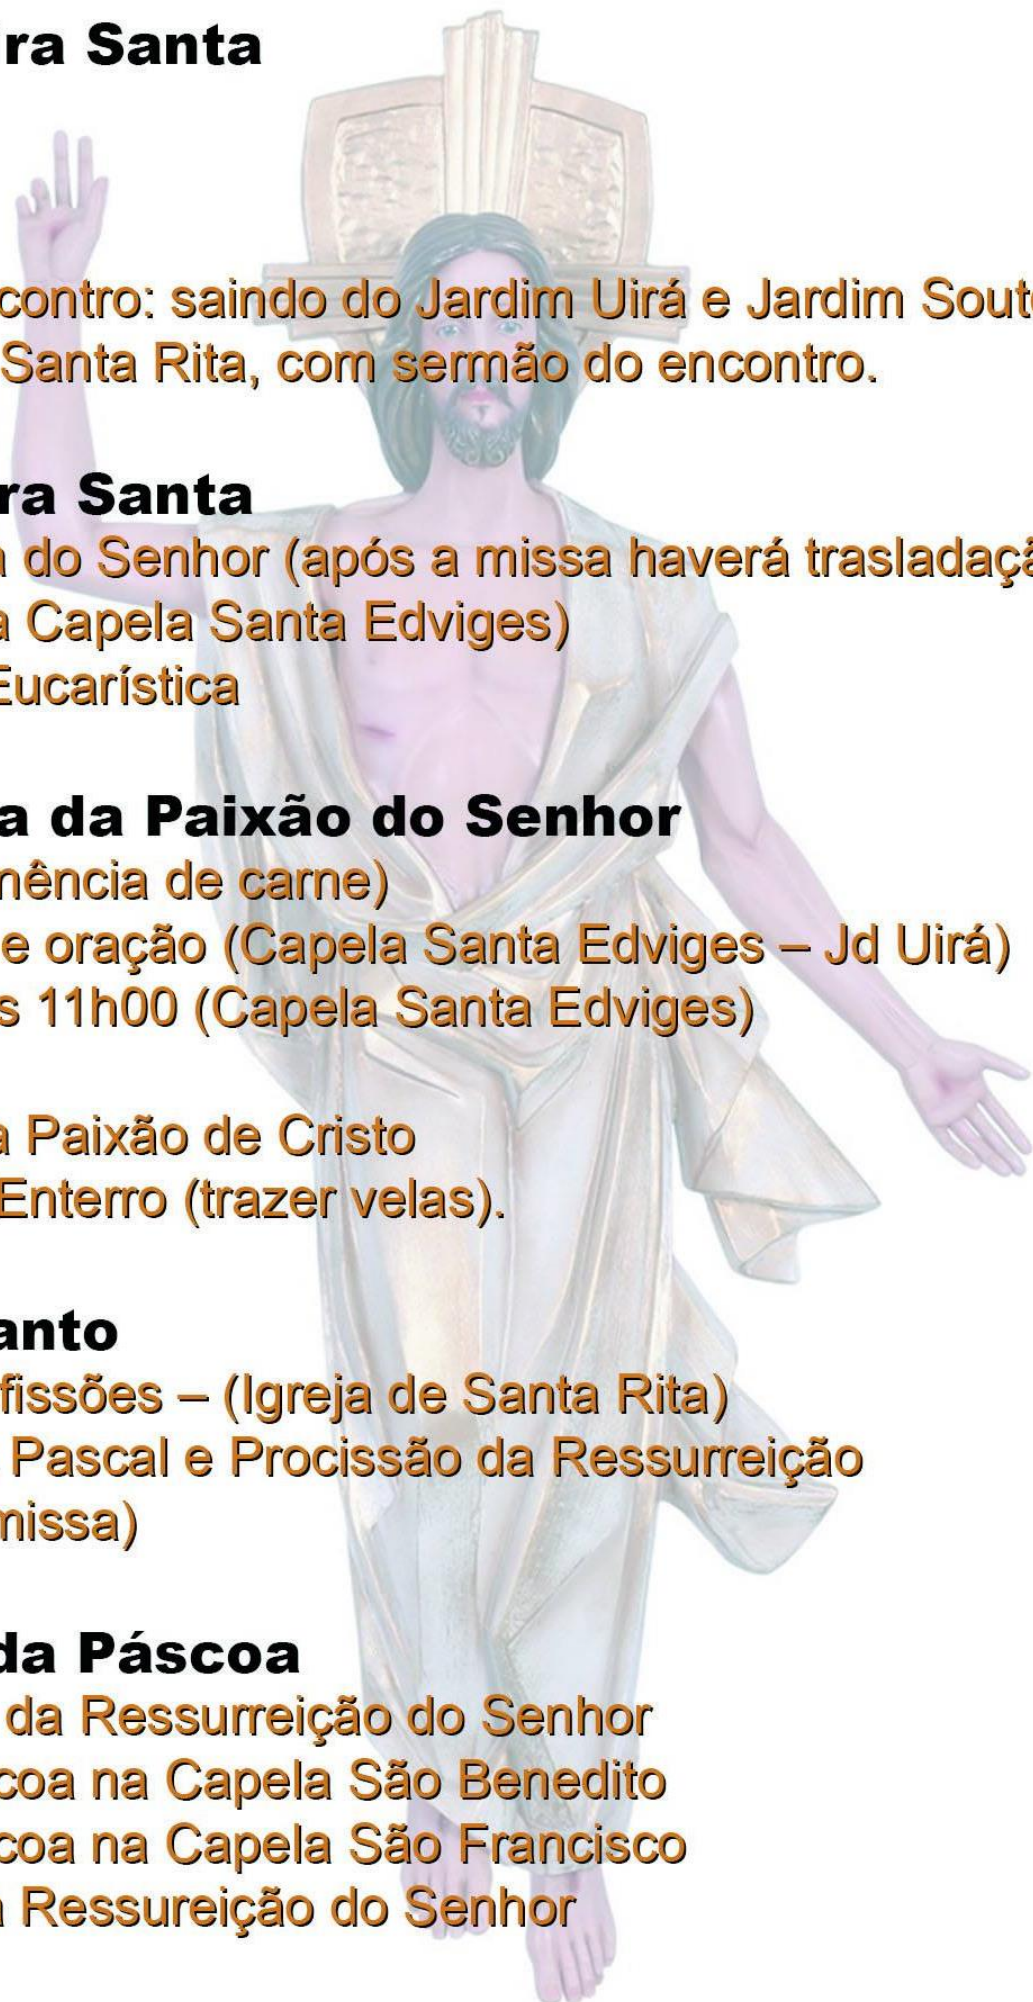 ra Santa
contro: saindo do Jardim Uirá e Jardim Sout
Santa Rita, com sermão do encontro.
ra Santa
a do Senhor (após a missa haverá trasladaçã
a Capela Santa Edviges)
Eucarística
a da Paixão do Senhor
nência de carne)
e oração (Capela Santa Edviges – Jd Uirá)
s 11h00 (Capela Santa Edviges)
a Paixão de Cristo
Enterro (trazer velas).
anto
fissões – (Igreja de Santa Rita)
Pascal e Procissão da Ressurreição
missa)
da Páscoa
da Ressurreição do Senhor
coa na Capela São Benedito
coa na Capela São Francisco
a Ressureição do Senhor